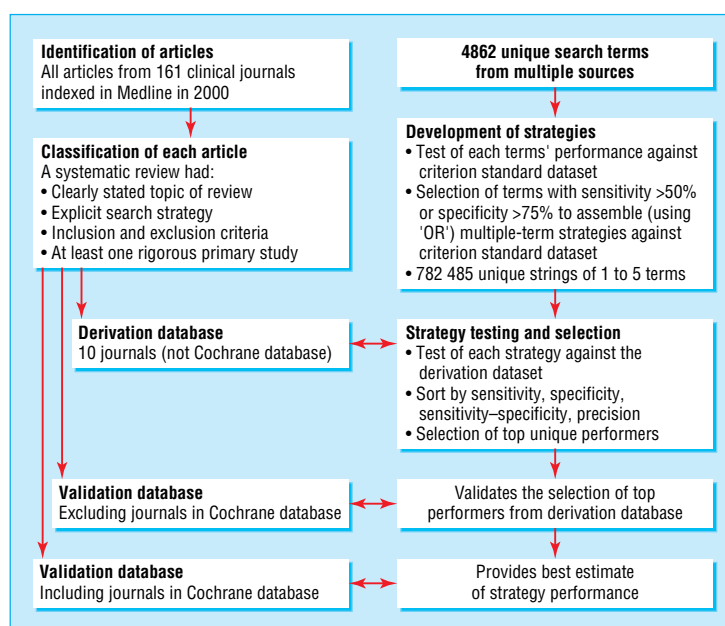 Identification of articles
All articles from 161 clinical journals
indexed in Medline in 2000
Classification of each article
A systematic review had:
• Clearly stated topic of review
• Explicit search strategy
• Inclusion and exclusion criteria
• At least one rigorous primary study
Derivation database
10 journals (not Cochrane database)
Validation database
Excluding journals in Cochrane database
Validation database
Including journals in Cochrane database
4862 unique search terms
from multiple sources
Development of strategies
• Test of each terms' performance against
criterion standard dataset
• Selection of terms with sensitivity >50%
or specificity >75% to assemble (using
'OR') multiple-term strategies against
criterion standard dataset
• 782 485 unique strings of 1 to 5 terms
Strategy testing and selection
• Test of each strategy against the
derivation dataset
• Sort by sensitivity, specificity,
sensitivity–specificity, precision
• Selection of top unique performers
Validates the selection of top
performers from derivation database
Provides best estimate
of strategy performance